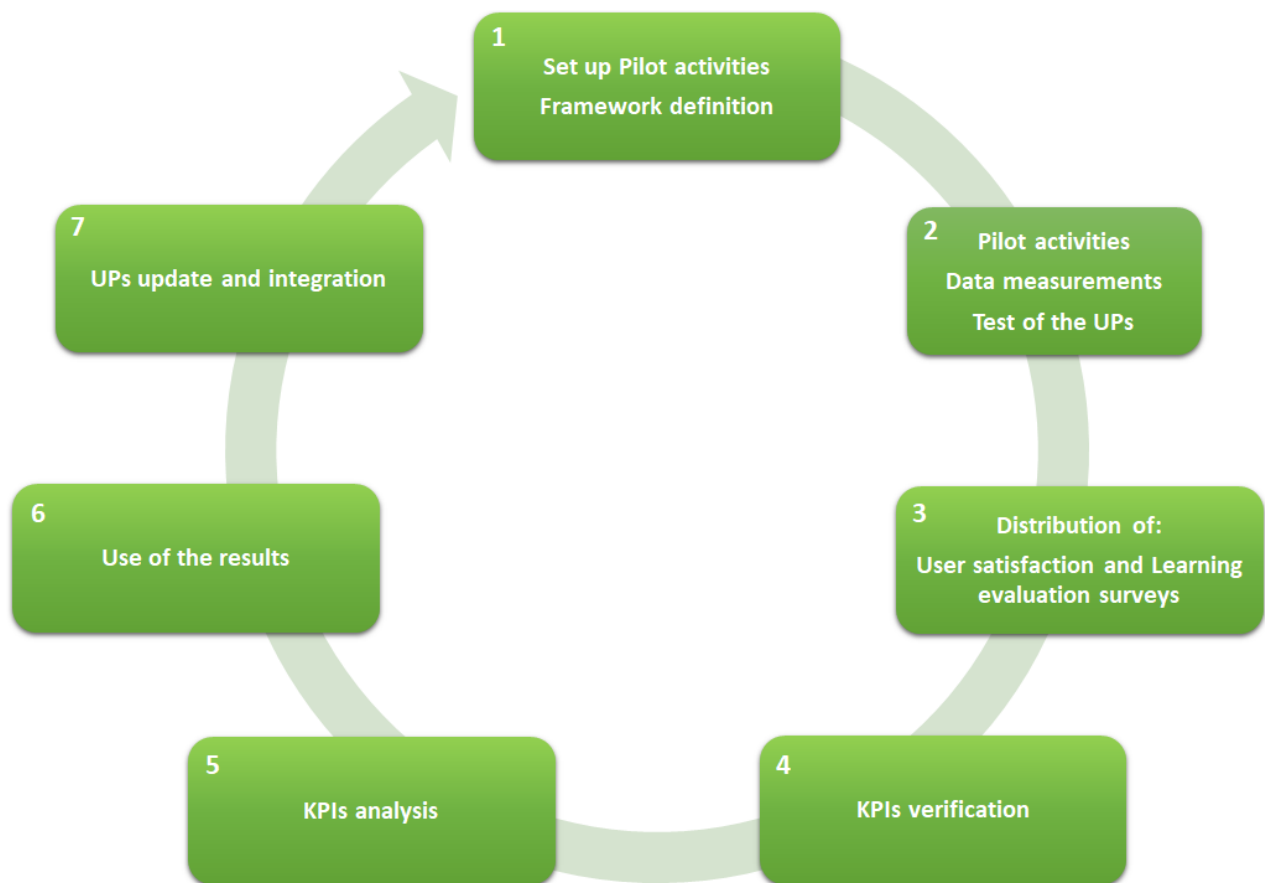 1
Set up Pilot activities
Framework definition
2
Pilot activities
Data measurements
Test of the UPs
3
Distribution of:
User satisfaction and Learning
evaluation surveys
4
KPIs verification
5
KPIs analysis
6
Use of the results
7
UPs update and integration